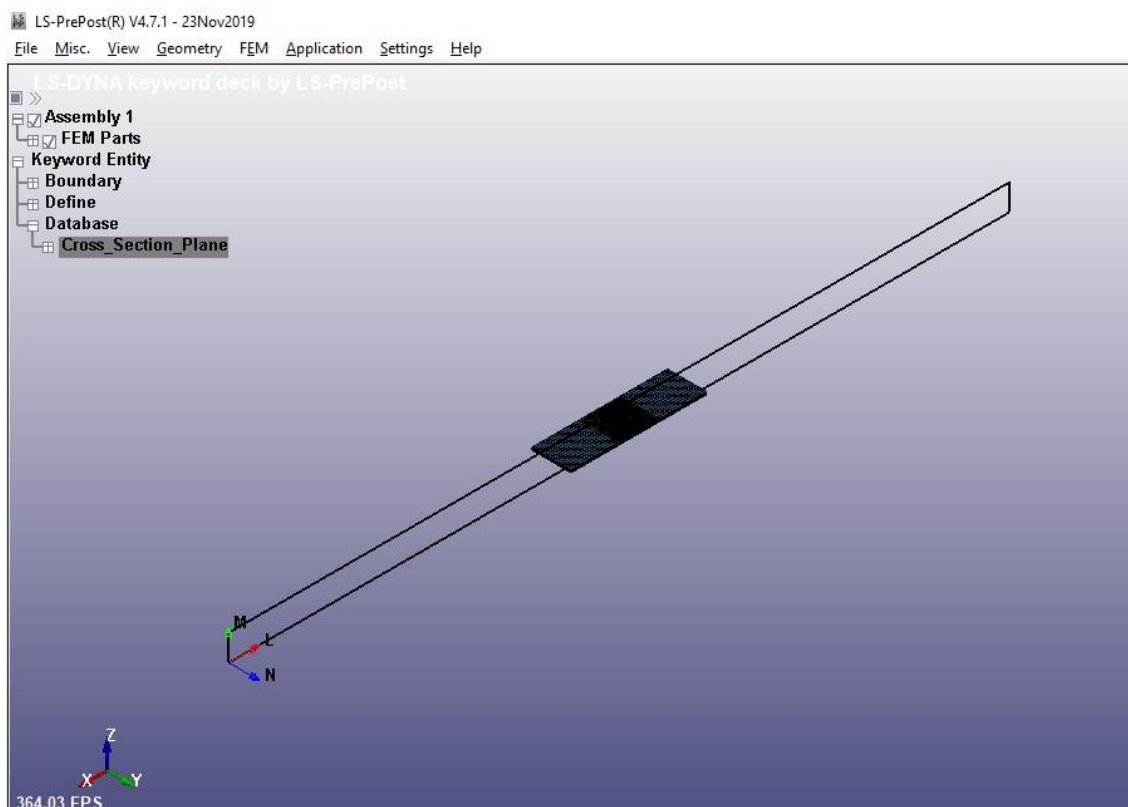 LS-PrePost(R) V4.7.1 - 23Nov2019
File Misc. View Geometry FEM Application Settings Help
LS-DYNA keyword deck by LS-PrePost
Assembly 1
FEM Parts
Keyword Entity
Boundary
Define
Database
Cross_Section_Plane
M
L
N
Z
X Y
364.03 FPS